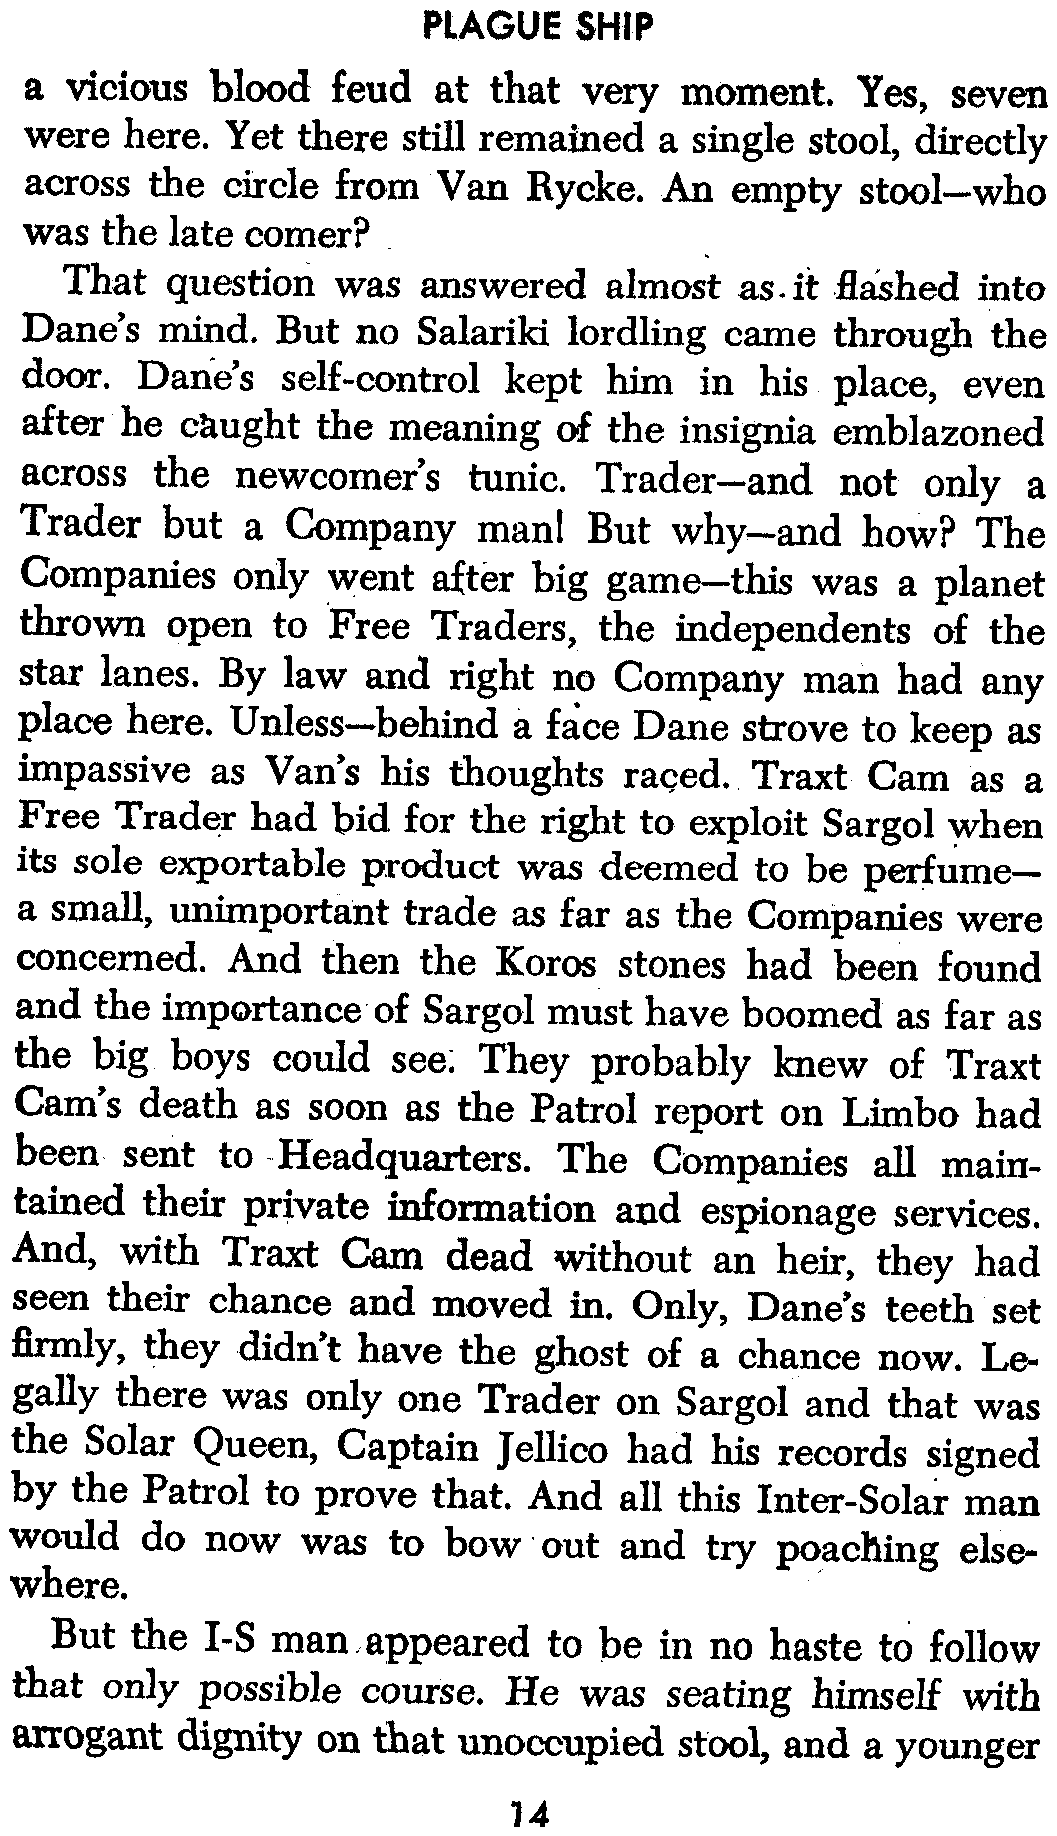 PLAGUE SHIP
a vicious blood feud at that very moment. Yes, seven
were here. Yet there still remained a single stool, directly
across the circle from Van Rycke. An empty stool—who
was the late comer?
That question was answered almost as it flashed into
Dane's mind. But no Salariki lordling came through the
door. Dane's self-control kept him in his place, even
after he caught the meaning of the insignia emblazoned
across the newcomer's tunic. Trader—and not only a
Trader but a Company man! But why—and how? The
Companies only went after big game—this was a planet
thrown open to Free Traders, the independents of the
star lanes. By law and right no Company man had any
place here. Unless—behind a face Dane strove to keep as
impassive as Van's his thoughts raced. Traxt Cam as a
Free Trader had bid for the right to exploit Sargol when
its sole exportable product was deemed to be perfume—
a small, unimportant trade as far as the Companies were
concerned. And then the Koros stones had been found
and the importance of Sargol must have boomed as far as
the big boys could see. They probably knew of Traxt
Cam's death as soon as the Patrol report on Limbo had
been sent to Headquarters. The Companies all main-
tained their private information and espionage services.
And, with Traxt Cam dead without an heir, they had
seen their chance and moved in. Only, Dane's teeth set
firmly, they didn't have the ghost of a chance now. Le-
gally there was only one Trader on Sargol and that was
the Solar Queen, Captain Jellico had his records signed
by the Patrol to prove that. And all this Inter-Solar man
would do now was to bow out and try poaching else-
where.
But the I-S man appeared to be in no haste to follow
that only possible course. He was seating himself with
arrogant dignity on that unoccupied stool, and a younger
14